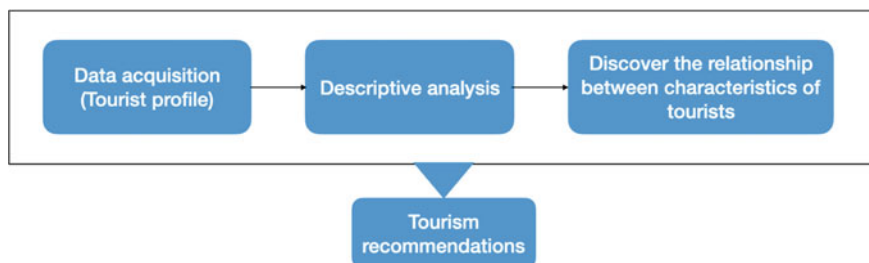 Data acquisition
(Tourist profile)
Descriptive analysis
Discover the relationship
between characteristics of
tourists
Tourism
recommendations